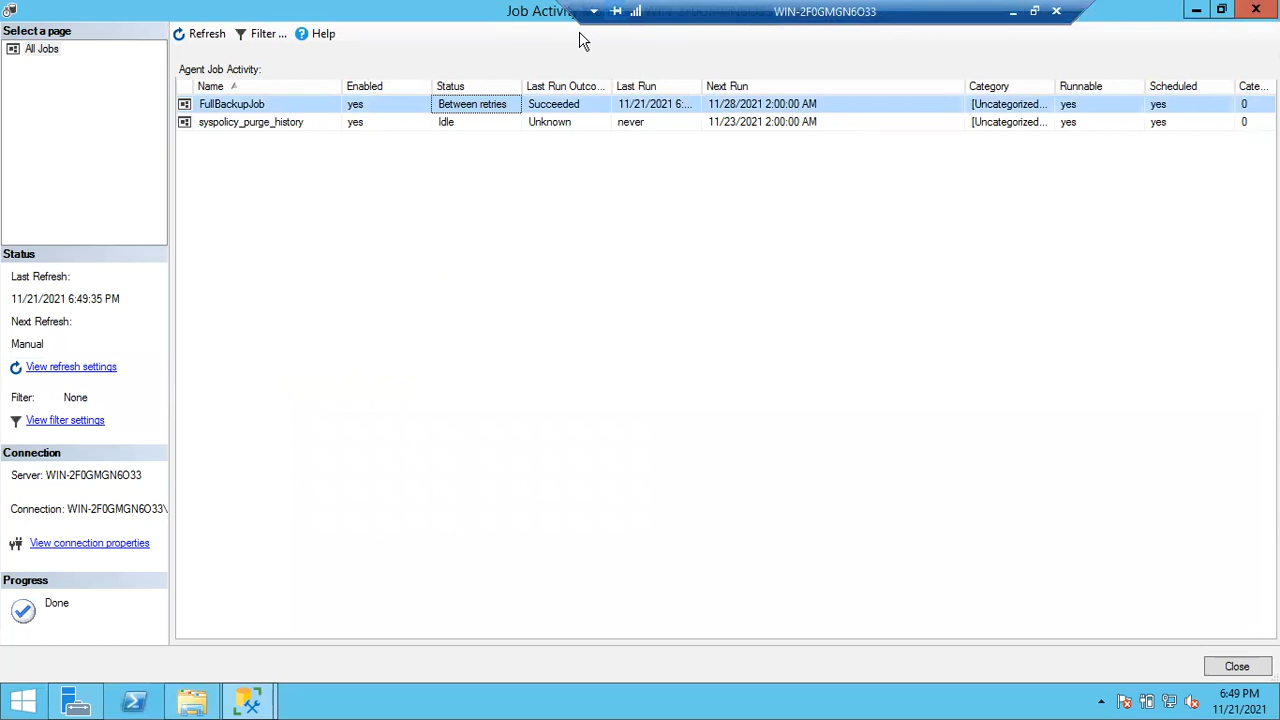 Job Activity
WIN-2F0GMGN6O33
Select a page
All Jobs
Refresh Filter ... Help
Agent Job Activity:
Name Enabled Status Last Run Outco... Last Run Next Run Category Runnable Scheduled Cate...
FullBackupJob yes Between retries Succeeded 11/21/2021 6:... 11/28/2021 2:00:00 AM [Uncategorized... yes yes 0
syspolicy_purge_history yes Idle Unknown never 11/23/2021 2:00:00 AM [Uncategorized... yes yes 0
Status
Last Refresh:
11/21/2021 6:49:35 PM
Next Refresh:
Manual
View refresh settings
Filter: None
View filter settings
Connection
Server: WIN-2F0GMGN6O33
Connection: WIN-2F0GMGN6O33\
View connection properties
Progress
Done
Close
6:49 PM
11/21/2021